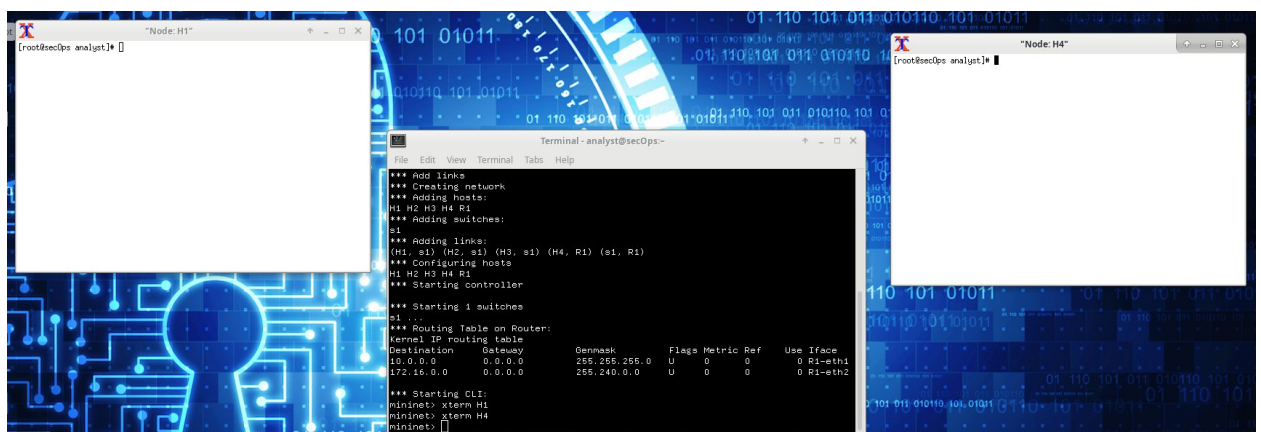 "Node: H1"
[root@secOps analyst]#
"Node: H4"
[root@secOps analyst]#
Terminal - analyst@secOps:~
File Edit View Terminal Tabs Help
*** Add links
*** Creating network
*** Adding hosts:
H1 H2 H3 H4 R1
*** Adding switches:
s1
*** Adding links:
(H1, s1) (H2, s1) (H3, s1) (H4, R1) (s1, R1)
*** Configuring hosts
H1 H2 H3 H4 R1
*** Starting controller
*** Starting 1 switches
s1 ...
*** Routing Table on Router:
Kernel IP routing table
Destination Gateway Genmask Flags Metric Ref Use Iface
10.0.0.0 0.0.0.0 255.255.255.0 U 0 0 0 R1-eth1
172.16.0.0 0.0.0.0 255.240.0.0 U 0 0 0 R1-eth2
*** Starting CLI:
mininet> xterm H1
mininet> xterm H4
mininet>